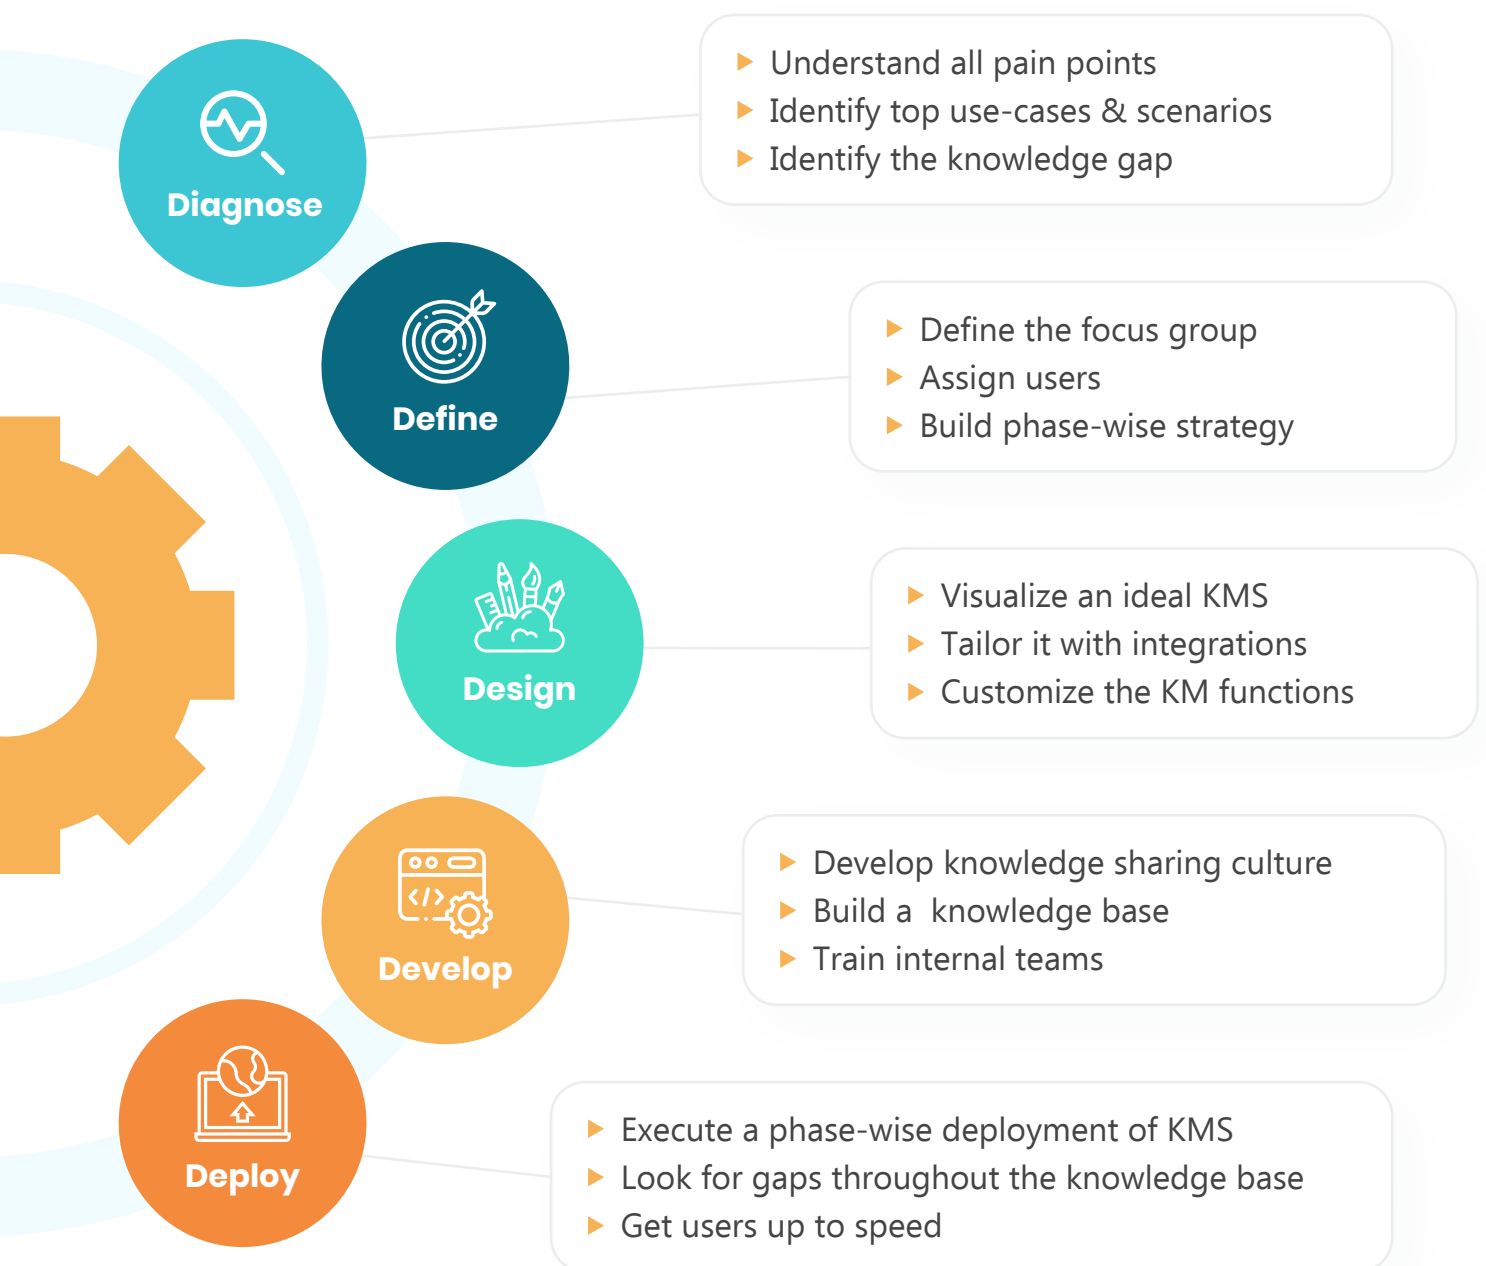 Diagnose
Understand all pain points
Identify top use-cases & scenarios
Identify the knowledge gap
Define
Define the focus group
Assign users
Build phase-wise strategy
Design
Visualize an ideal KMS
Tailor it with integrations
Customize the KM functions
Develop
Develop knowledge sharing culture
Build a  knowledge base
Train internal teams
Deploy
Execute a phase-wise deployment of KMS
Look for gaps throughout the knowledge base
Get users up to speed